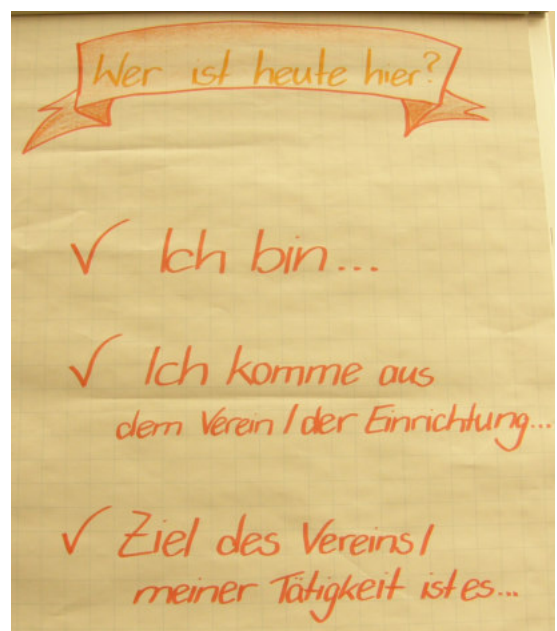 Wer ist heute hier?
✓ Ich bin...
✓ Ich komme aus
dem Verein / der Einrichtung...
✓ Ziel des Vereins/
meiner Tätigkeit ist es...